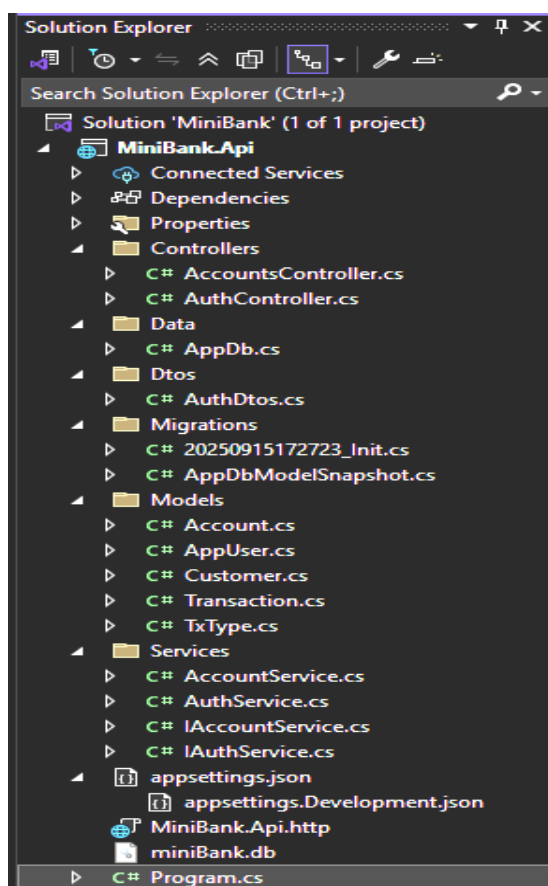 Solution Explorer
Search Solution Explorer (Ctrl+;)
Solution 'MiniBank' (1 of 1 project)
MiniBank.Api
Connected Services
Dependencies
Properties
Controllers
C# AccountsController.cs
C# AuthController.cs
Data
C# AppDb.cs
Dtos
C# AuthDtos.cs
Migrations
C# 20250915172723_Init.cs
C# AppDbModelSnapshot.cs
Models
C# Account.cs
C# AppUser.cs
C# Customer.cs
C# Transaction.cs
C# TxType.cs
Services
C# AccountService.cs
C# AuthService.cs
C# IAccountService.cs
C# IAuthService.cs
appsettings.json
appsettings.Development.json
MiniBank.Api.http
miniBank.db
C# Program.cs